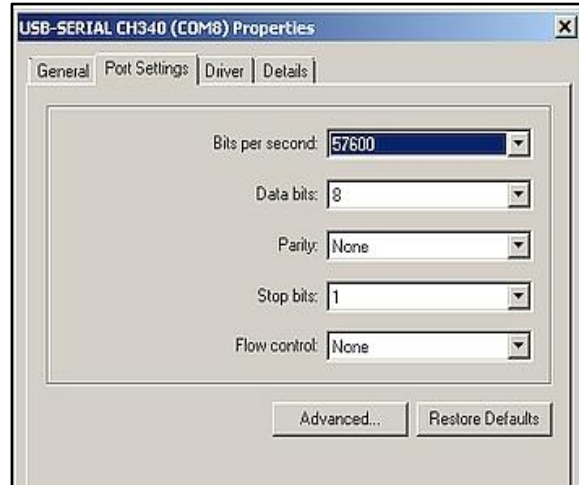 USB-SERIAL CH340 (COM8) Properties
General Port Settings Driver Details
Bits per second: 57600
Data bits: 8
Parity: None
Stop bits: 1
Flow control: None
Advanced... Restore Defaults